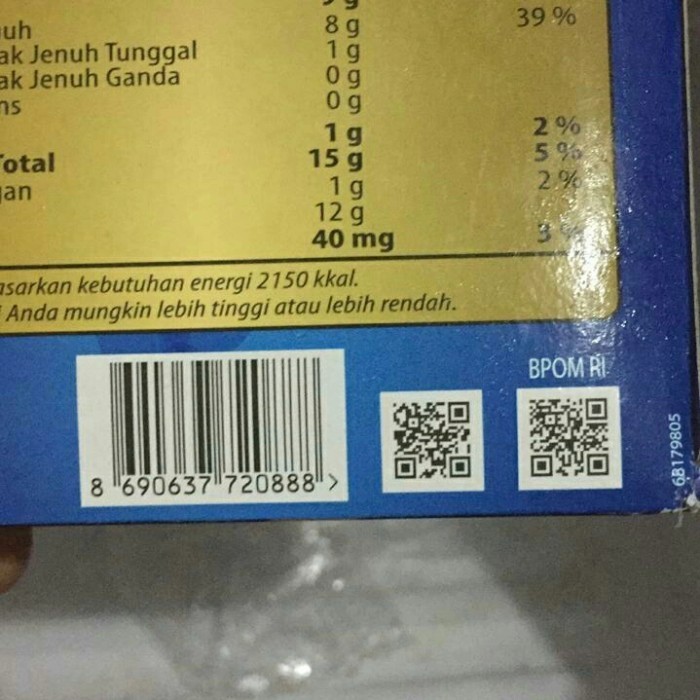 uh 8 g 39 %
ak Jenuh Tunggal 1 g
ak Jenuh Ganda 0 g
ns 0 g
1 g 2 %
Total 15 g 5 %
gan 1 g 2 %
12 g
40 mg 3 %
asarkan kebutuhan energi 2150 kkal.
Anda mungkin lebih tinggi atau lebih rendah.
BPOM RI
8 690637 720888 >
68179805